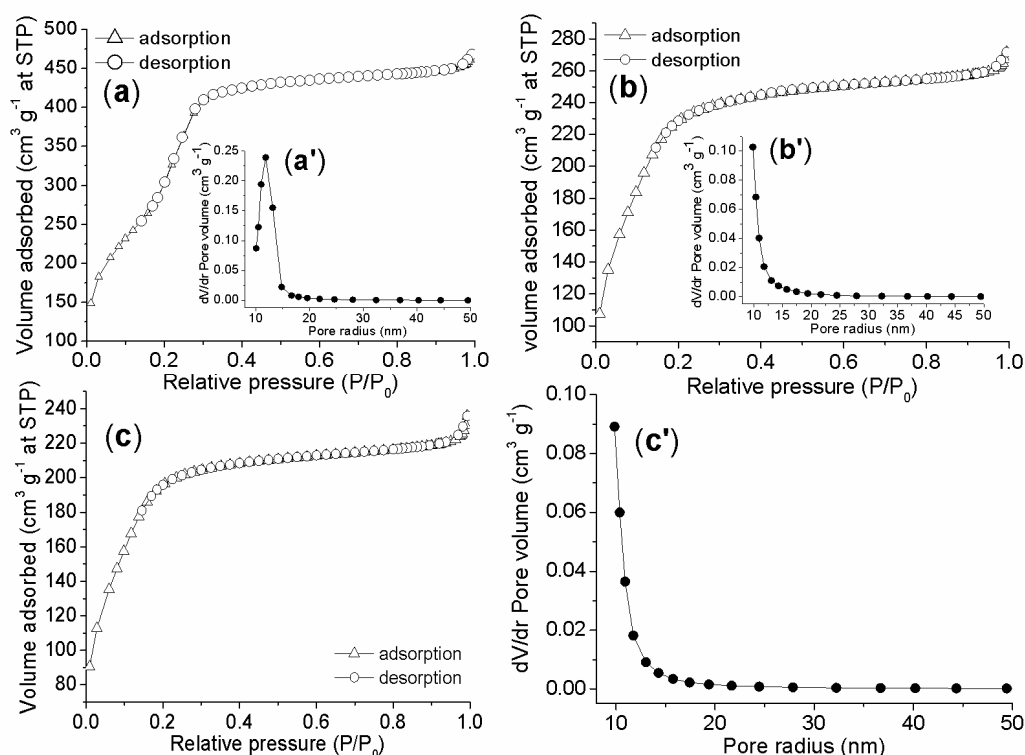 (a)
adsorption
desorption
Volume adsorbed (cm³ g⁻¹ at STP)
500
450
400
350
300
250
200
150
100
0.0 0.2 0.4 0.6 0.8 1.0
Relative pressure (P/P₀)
(a')
dV/dr Pore volume (cm³ g⁻¹)
0.25
0.20
0.15
0.10
0.05
0.00
10 20 30 40 50
Pore radius (nm)
(b)
adsorption
desorption
volume adsorbed (cm³ g⁻¹ at STP)
280
260
240
220
200
180
160
140
120
100
0.0 0.2 0.4 0.6 0.8 1.0
Relative pressure (P/P₀)
(b')
dV/dr Pore volume (cm³ g⁻¹)
0.10
0.08
0.06
0.04
0.02
0.00
10 15 20 25 30 35 40 45 50
Pore radius (nm)
(c)
Volume adsorbed (cm³ g⁻¹ at STP)
240
220
200
180
160
140
120
100
80
adsorption
desorption
0.0 0.2 0.4 0.6 0.8 1.0
Relative pressure (P/P₀)
(c')
dV/dr Pore volume (cm³ g⁻¹)
0.10
0.08
0.06
0.04
0.02
0.00
10 20 30 40 50
Pore radius (nm)